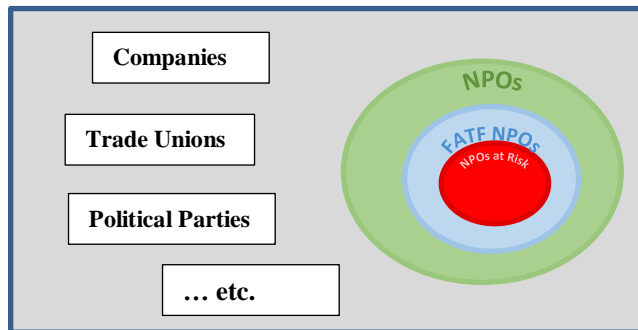 Companies
Trade Unions
Political Parties
... etc.
NPOs
FATF NPOs
NPOs at Risk